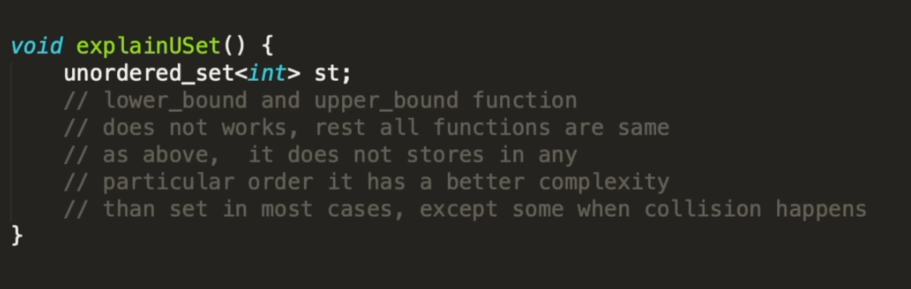 void explainUSet() {
    unordered_set<int> st;
    // lower_bound and upper_bound function
    // does not works, rest all functions are same
    // as above,  it does not stores in any
    // particular order it has a better complexity
    // than set in most cases, except some when collision happens
}